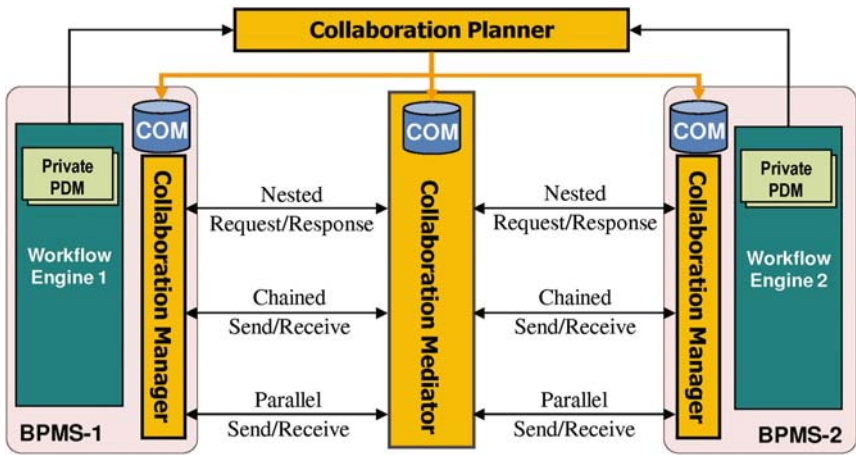 Collaboration Planner
COM
COM
COM
Private
PDM
Workflow
Engine 1
BPMS-1
Collaboration Manager
Nested
Request/Response
Chained
Send/Receive
Parallel
Send/Receive
Collaboration Mediator
Nested
Request/Response
Chained
Send/Receive
Parallel
Send/Receive
Collaboration Manager
Private
PDM
Workflow
Engine 2
BPMS-2